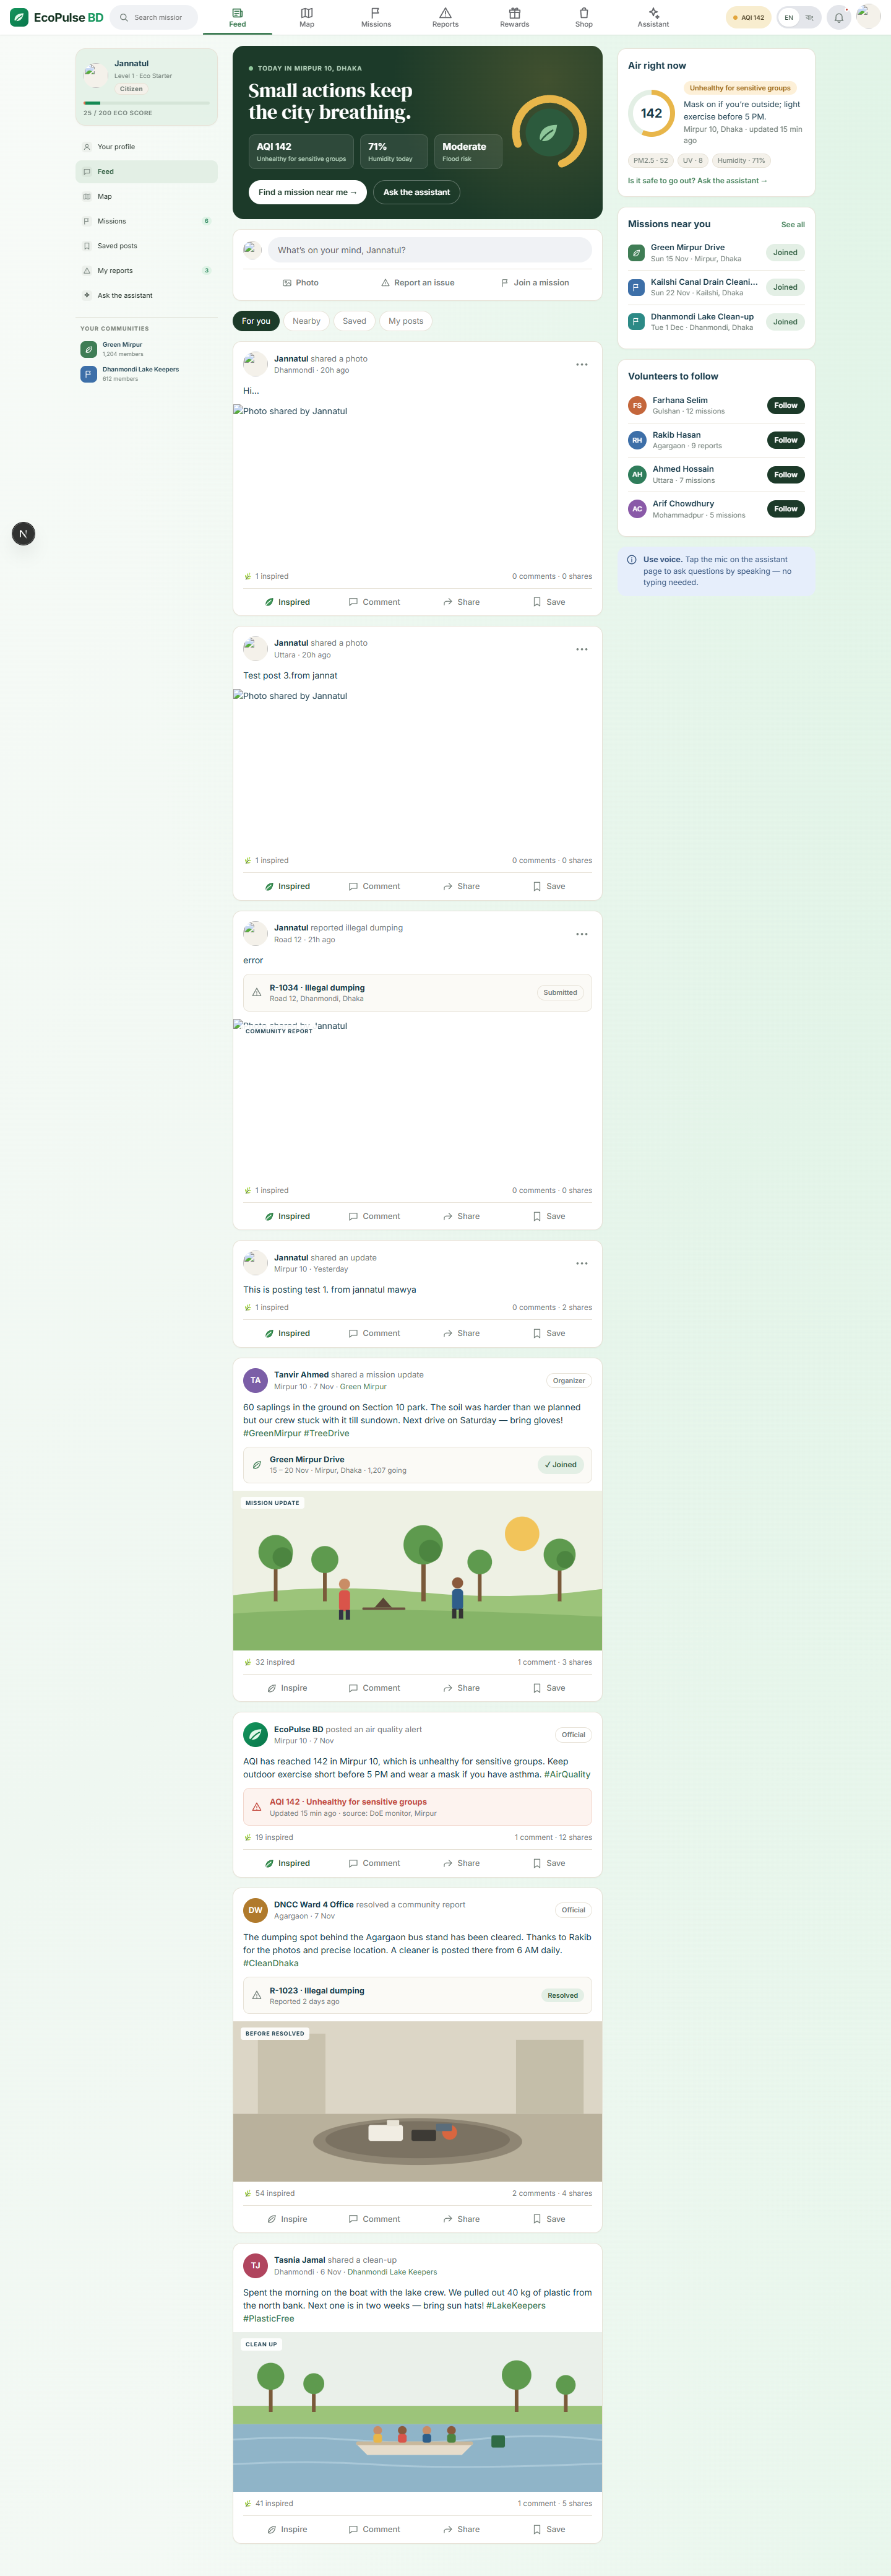 EcoPulse BD
Search mission
Feed
Map
Missions
Reports
Rewards
Shop
Assistant
AQI 142
EN
বাং
Jannatul
Level 1 · Eco Starter
Citizen
25 / 200 ECO SCORE
Your profile
Feed
Map
Missions
6
Saved posts
My reports
3
Ask the assistant
YOUR COMMUNITIES
Green Mirpur
1,204 members
Dhanmondi Lake Keepers
612 members
N
TODAY IN MIRPUR 10, DHAKA
Small actions keep
the city breathing.
AQI 142
Unhealthy for sensitive groups
71%
Humidity today
Moderate
Flood risk
Find a mission near me →
Ask the assistant
What's on your mind, Jannatul?
Photo
Report an issue
Join a mission
For you
Nearby
Saved
My posts
Jannatul shared a photo
Dhanmondi · 20h ago
Hi...
Photo shared by Jannatul
1 inspired
0 comments · 0 shares
Inspired
Comment
Share
Save
Jannatul shared a photo
Uttara · 20h ago
Test post 3.from jannat
Photo shared by Jannatul
1 inspired
0 comments · 0 shares
Inspired
Comment
Share
Save
Jannatul reported illegal dumping
Road 12 · 21h ago
error
R-1034 · Illegal dumping
Road 12, Dhanmondi, Dhaka
Submitted
Photo shared by Jannatul
COMMUNITY REPORT
1 inspired
0 comments · 0 shares
Inspired
Comment
Share
Save
Jannatul shared an update
Mirpur 10 · Yesterday
This is posting test 1. from jannatul mawya
1 inspired
0 comments · 2 shares
Inspired
Comment
Share
Save
TA
Tanvir Ahmed shared a mission update
Mirpur 10 · 7 Nov · Green Mirpur
Organizer
60 saplings in the ground on Section 10 park. The soil was harder than we planned
but our crew stuck with it till sundown. Next drive on Saturday — bring gloves!
#GreenMirpur #TreeDrive
Green Mirpur Drive
15 – 20 Nov · Mirpur, Dhaka · 1,207 going
✓ Joined
MISSION UPDATE
32 inspired
1 comment · 3 shares
Inspire
Comment
Share
Save
EcoPulse BD posted an air quality alert
Mirpur 10 · 7 Nov
Official
AQI has reached 142 in Mirpur 10, which is unhealthy for sensitive groups. Keep
outdoor exercise short before 5 PM and wear a mask if you have asthma. #AirQuality
AQI 142 · Unhealthy for sensitive groups
Updated 15 min ago · source: DoE monitor, Mirpur
19 inspired
1 comment · 12 shares
Inspired
Comment
Share
Save
DW
DNCC Ward 4 Office resolved a community report
Agargaon · 7 Nov
Official
The dumping spot behind the Agargaon bus stand has been cleared. Thanks to Rakib
for the photos and precise location. A cleaner is posted there from 6 AM daily.
#CleanDhaka
R-1023 · Illegal dumping
Reported 2 days ago
Resolved
BEFORE RESOLVED
54 inspired
2 comments · 4 shares
Inspire
Comment
Share
Save
TJ
Tasnia Jamal shared a clean-up
Dhanmondi · 6 Nov · Dhanmondi Lake Keepers
Spent the morning on the boat with the lake crew. We pulled out 40 kg of plastic from
the north bank. Next one is in two weeks — bring sun hats! #LakeKeepers
#PlasticFree
CLEAN UP
41 inspired
1 comment · 5 shares
Inspire
Comment
Share
Save
Air right now
142
Unhealthy for sensitive groups
Mask on if you're outside; light
exercise before 5 PM.
Mirpur 10, Dhaka · updated 15 min
ago
PM2.5 · 52
UV · 8
Humidity · 71%
Is it safe to go out? Ask the assistant →
Missions near you
See all
Green Mirpur Drive
Sun 15 Nov · Mirpur, Dhaka
Joined
Kailshi Canal Drain Cleani...
Sun 22 Nov · Kailshi, Dhaka
Joined
Dhanmondi Lake Clean-up
Tue 1 Dec · Dhanmondi, Dhaka
Joined
Volunteers to follow
FS
Farhana Selim
Gulshan · 12 missions
Follow
RH
Rakib Hasan
Agargaon · 9 reports
Follow
AH
Ahmed Hossain
Uttara · 7 missions
Follow
AC
Arif Chowdhury
Mohammadpur · 5 missions
Follow
Use voice. Tap the mic on the assistant
page to ask questions by speaking — no
typing needed.